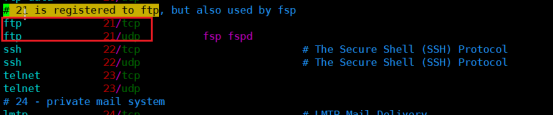 # 21 is registered to ftp, but also used by fsp
ftp 21/tcp
ftp 21/udp fsp fspd
ssh 22/tcp # The Secure Shell (SSH) Protocol
ssh 22/udp # The Secure Shell (SSH) Protocol
telnet 23/tcp
telnet 23/udp
# 24 - private mail system
lmtp 24/tcp # LMTP Mail Delivery